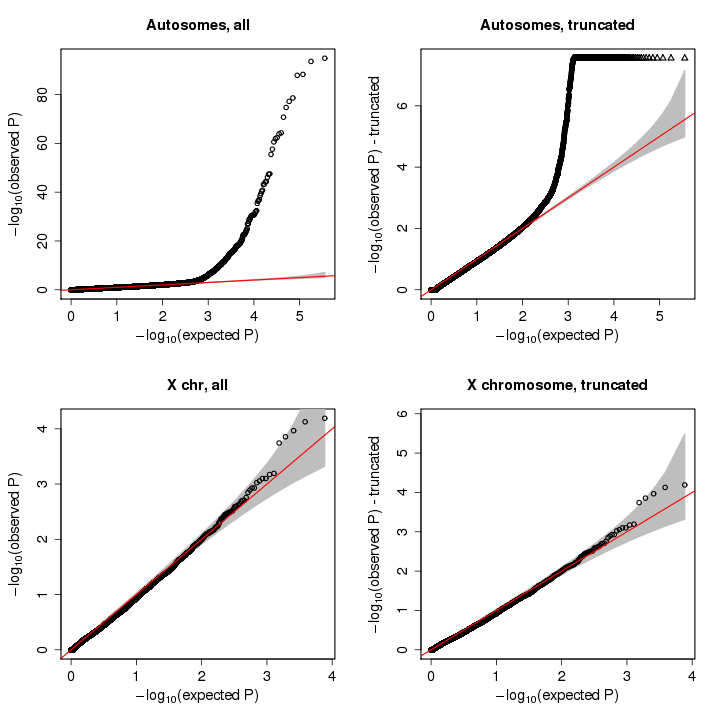 Autosomes, all
−log10(observed P)
80
60
40
20
0
0 1 2 3 4 5
−log10(expected P)
Autosomes, truncated
−log10(observed P) - truncated
6
4
2
0
0 1 2 3 4 5
−log10(expected P)
X chr, all
−log10(observed P)
4
3
2
1
0
0 1 2 3 4
−log10(expected P)
X chromosome, truncated
−log10(observed P) - truncated
6
5
4
3
2
1
0
0 1 2 3 4
−log10(expected P)